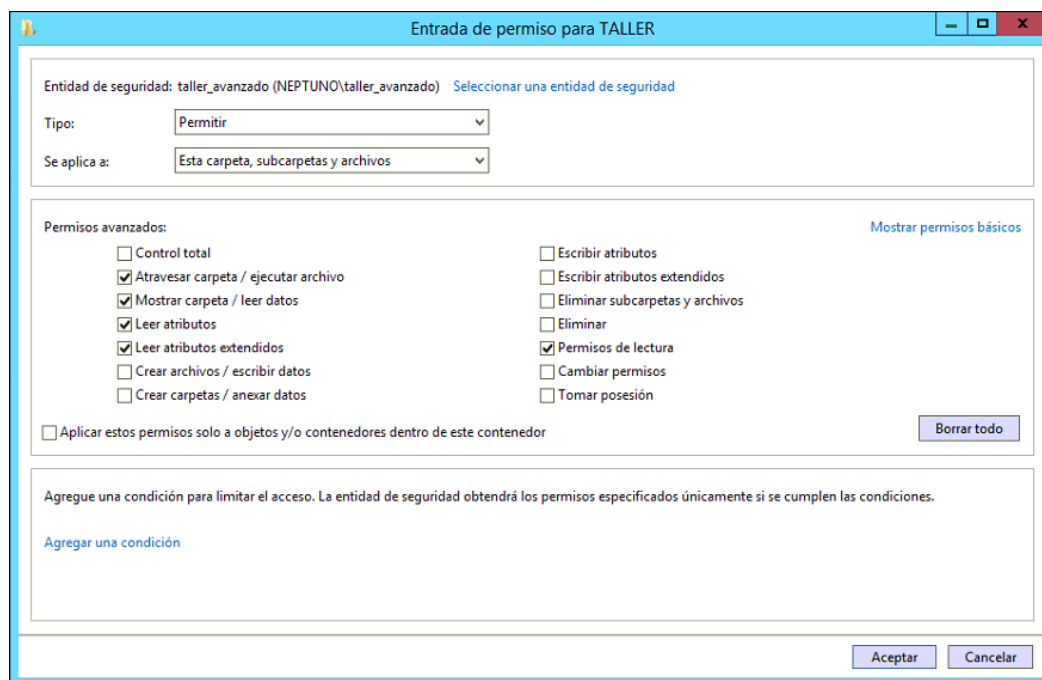 Entrada de permiso para TALLER
Entidad de seguridad: taller_avanzado (NEPTUNO\taller_avanzado) Seleccionar una entidad de seguridad
Tipo: Permitir
Se aplica a: Esta carpeta, subcarpetas y archivos
Permisos avanzados: Mostrar permisos básicos
Control total
Atravesar carpeta / ejecutar archivo
Mostrar carpeta / leer datos
Leer atributos
Leer atributos extendidos
Crear archivos / escribir datos
Crear carpetas / anexar datos
Escribir atributos
Escribir atributos extendidos
Eliminar subcarpetas y archivos
Eliminar
Permisos de lectura
Cambiar permisos
Tomar posesión
Aplicar estos permisos solo a objetos y/o contenedores dentro de este contenedor
Borrar todo
Agregue una condición para limitar el acceso. La entidad de seguridad obtendrá los permisos especificados únicamente si se cumplen las condiciones.
Agregar una condición
Aceptar Cancelar